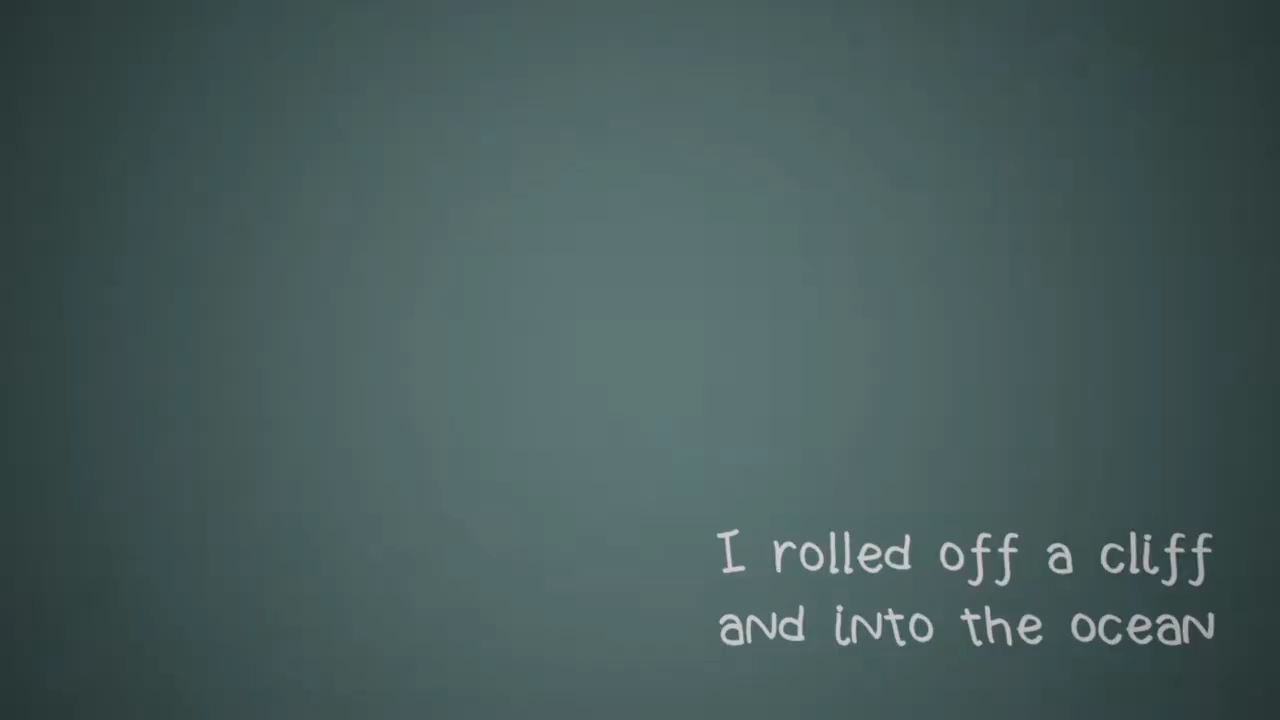 I rolled off a cliff
and into the ocean